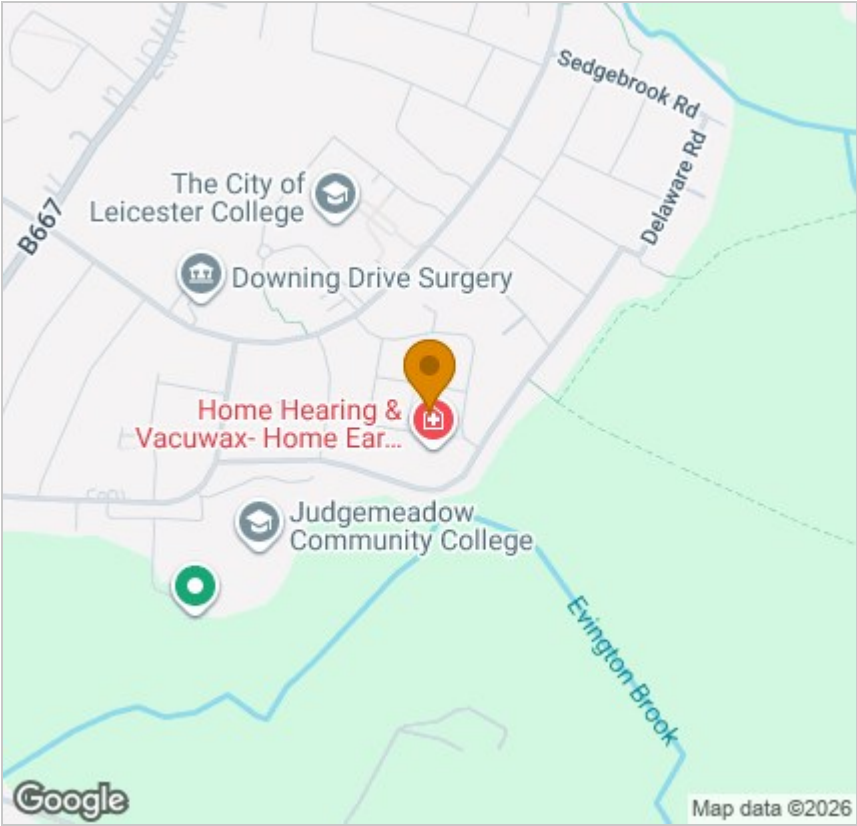 Sedgebrook Rd
Delaware Rd
The City of
Leicester College
B667
Downing Drive Surgery
Home Hearing &
Vacuwax- Home Ear...
Judgemeadow
Community College
Evington Brook
Google
Map data ©2026